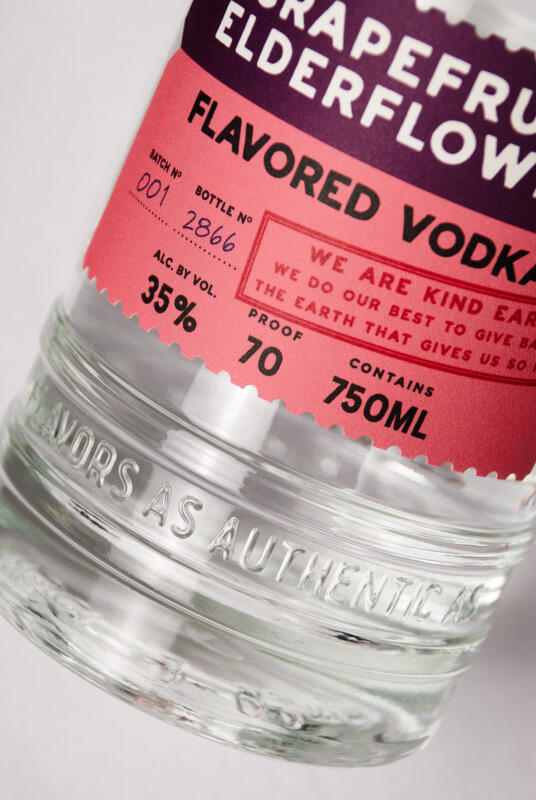 GRAPEFRU
ELDERFLOW
FLAVORED VODKA
BATCH Nº
001
BOTTLE Nº
2866
WE ARE KIND EAR
WE DO OUR BEST TO GIVE BA
THE EARTH THAT GIVES US SO
ALC. BY VOL.
35%
PROOF
70
CONTAINS
750ML
FLAVORS AS AUTHENTIC AS